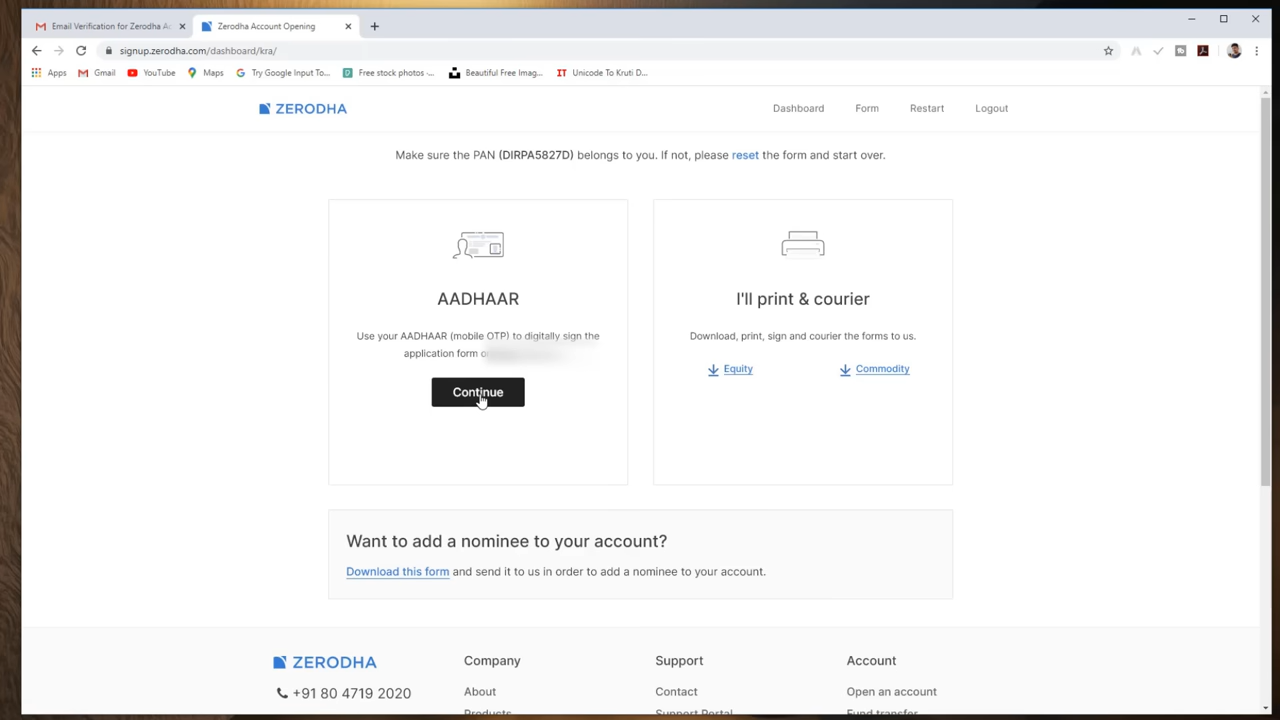 Email Verification for Zerodha Ac
Zerodha Account Opening
signup.zerodha.com/dashboard/kra/
Apps
Gmail
YouTube
Maps
Try Google Input To...
Free stock photos -...
Beautiful Free Imag...
Unicode To Kruti D...
ZERODHA
Dashboard
Form
Restart
Logout
Make sure the PAN (DIRPA5827D) belongs to you. If not, please reset the form and start over.
AADHAAR
Use your AADHAAR (mobile OTP) to digitally sign the
application form
Continue
I'll print & courier
Download, print, sign and courier the forms to us.
Equity
Commodity
Want to add a nominee to your account?
Download this form and send it to us in order to add a nominee to your account.
ZERODHA
+91 80 4719 2020
Company
About
Products
Support
Contact
Support Portal
Account
Open an account
Fund transfer